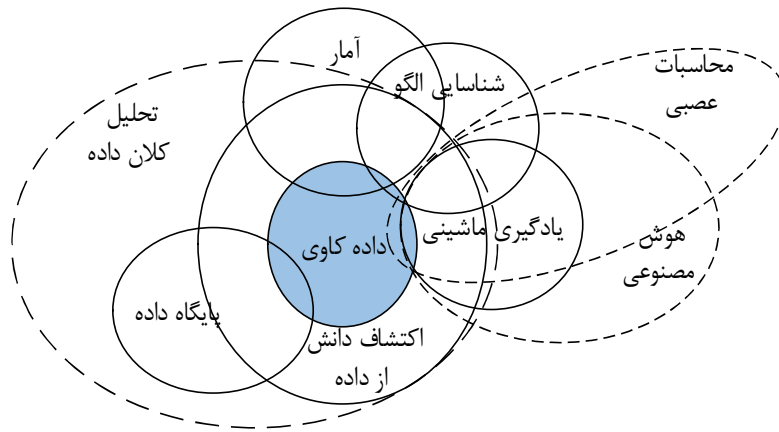 آمار
شناسایی الگو
محاسبات
عصبی
تحلیل
کلان داده
یادگیری ماشینی
هوش
مصنوعی
داده کاوی
پایگاه داده
اکتشاف دانش
از داده